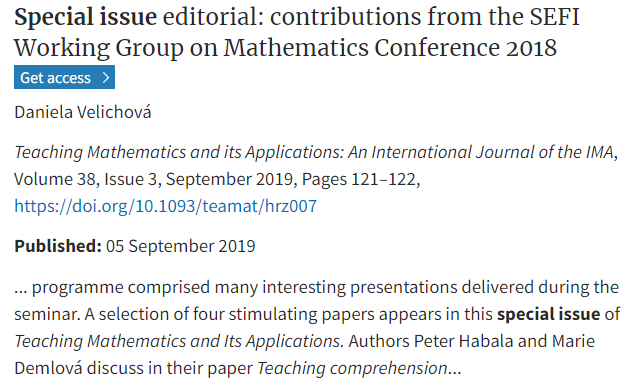 Special issue editorial: contributions from the SEFI
Working Group on Mathematics Conference 2018
Get access >
Daniela Velichová
Teaching Mathematics and its Applications: An International Journal of the IMA,
Volume 38, Issue 3, September 2019, Pages 121–122,
https://doi.org/10.1093/teamat/hrz007
Published: 05 September 2019
... programme comprised many interesting presentations delivered during the
seminar. A selection of four stimulating papers appears in this special issue of
Teaching Mathematics and Its Applications. Authors Peter Habala and Marie
Demlová discuss in their paper Teaching comprehension...